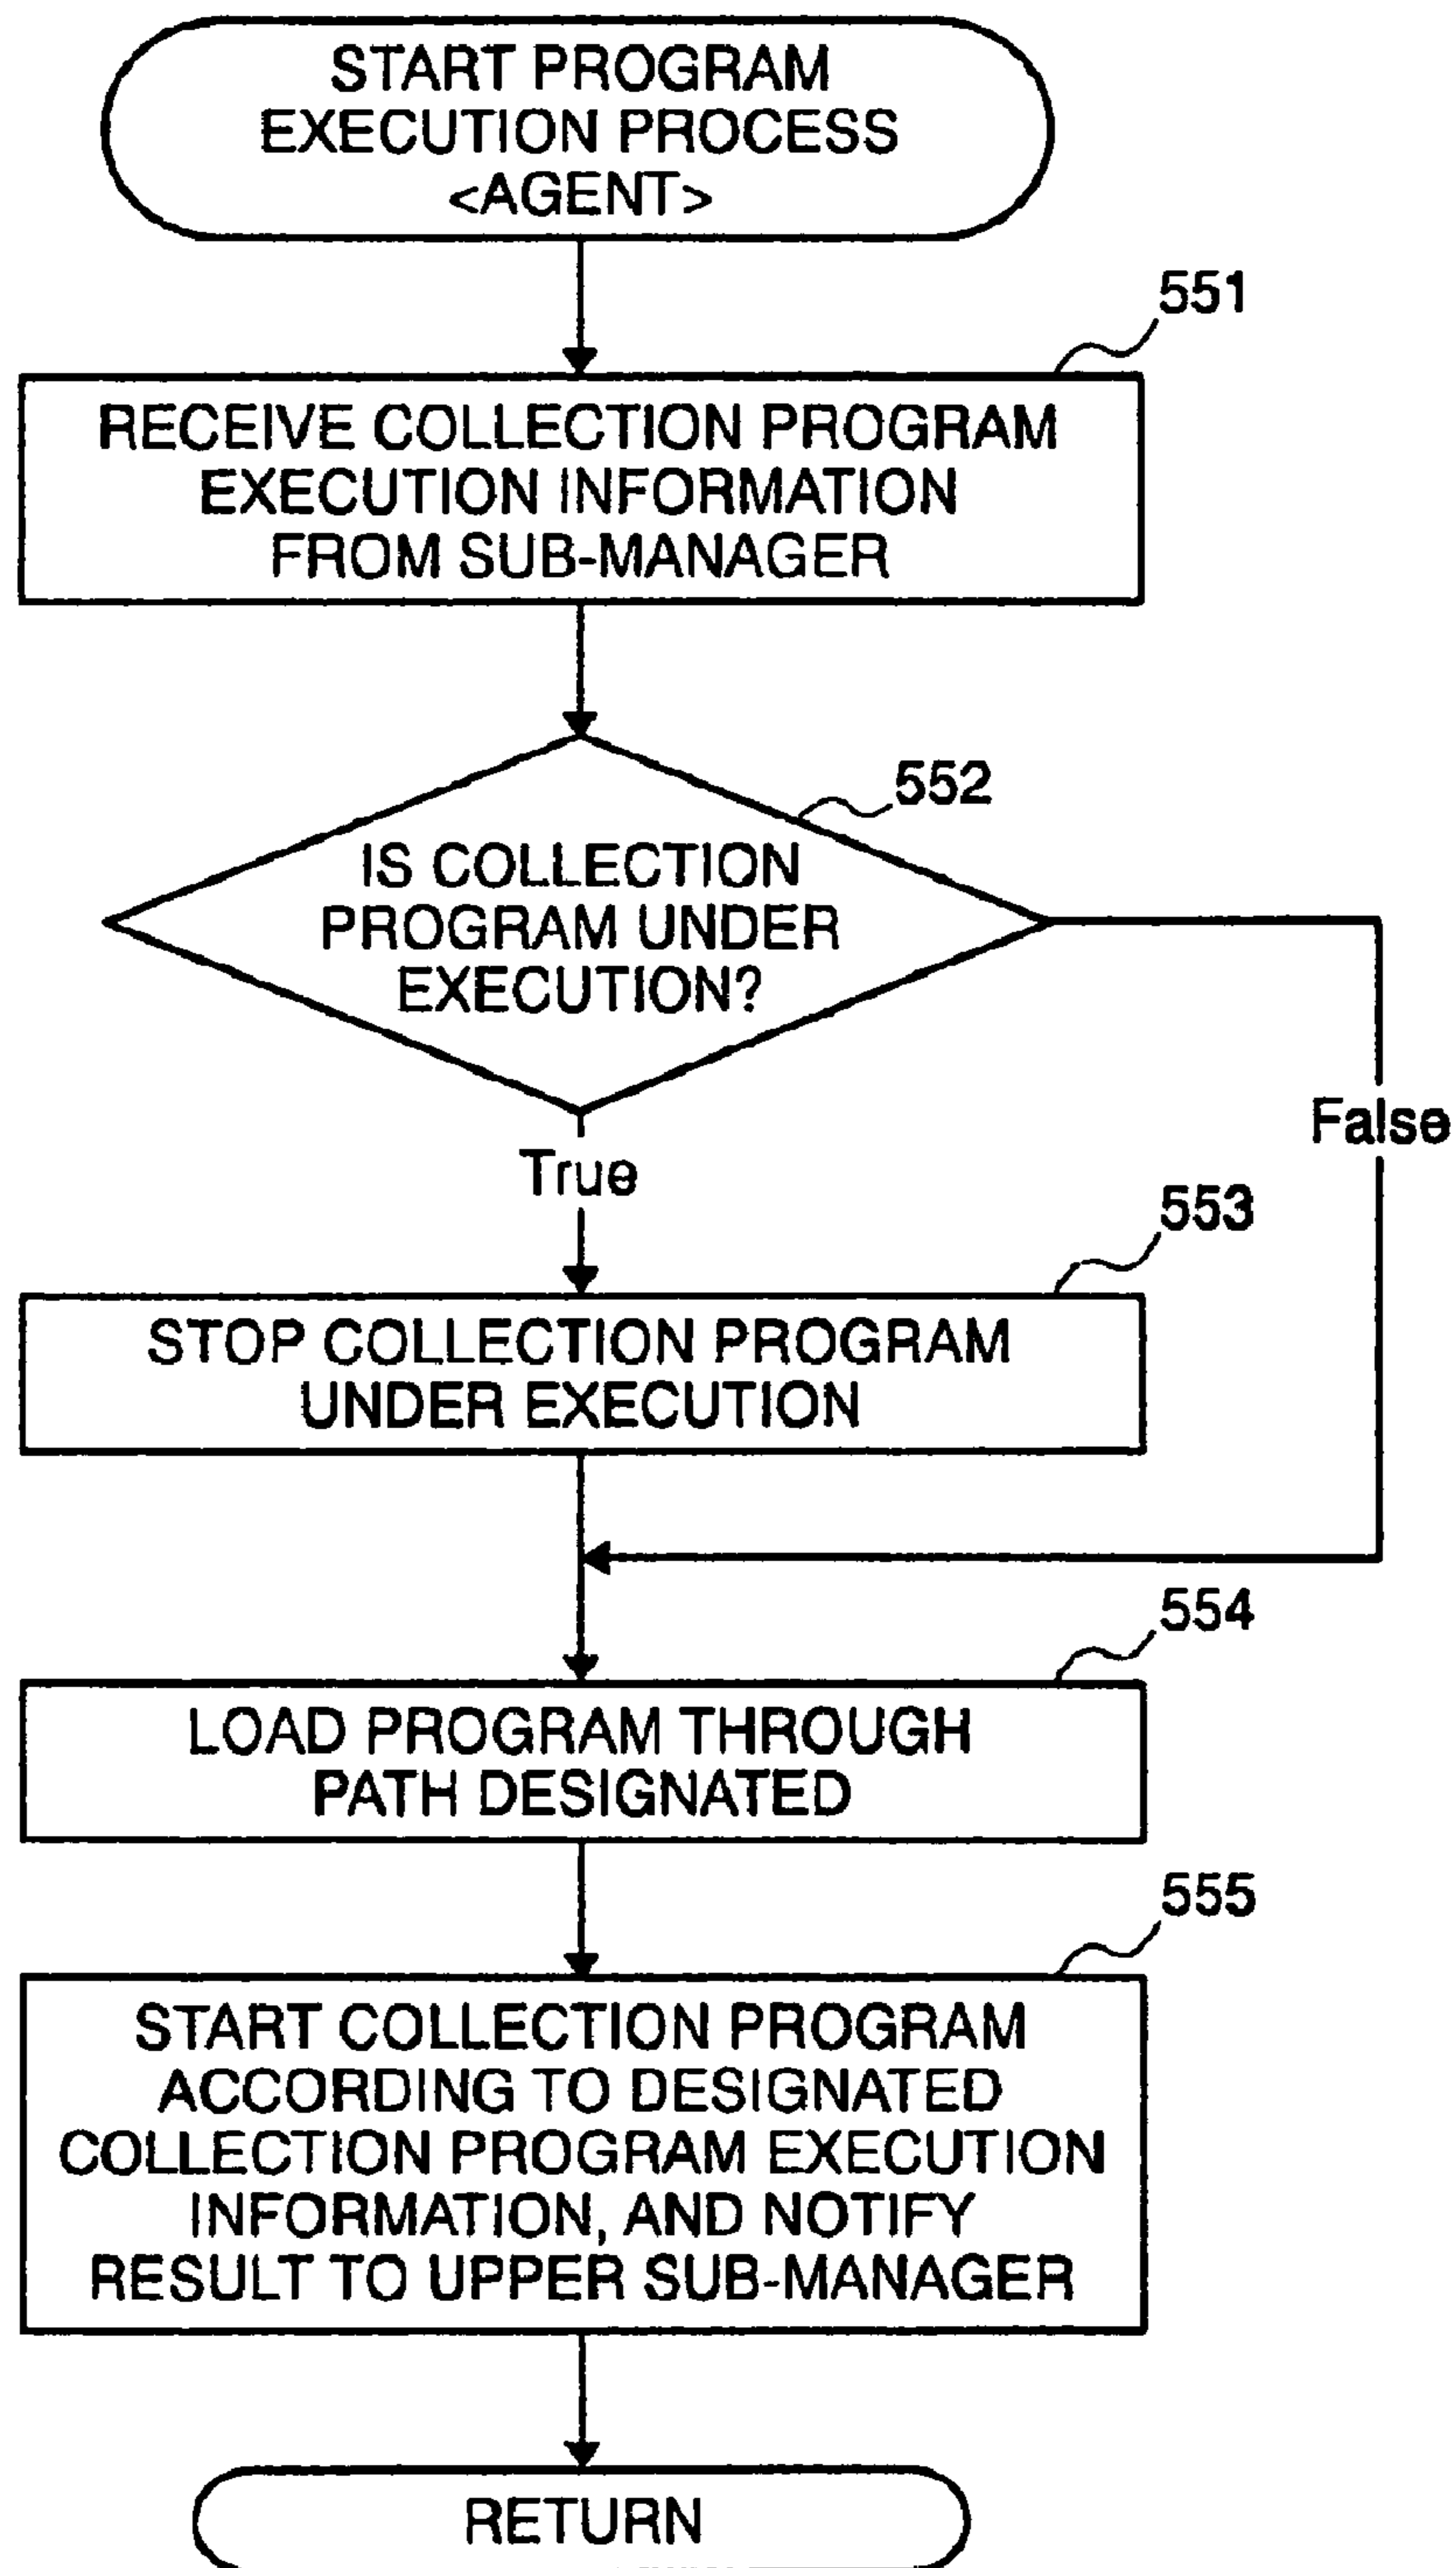 START PROGRAM
EXECUTION PROCESS
<AGENT>
551
RECEIVE COLLECTION PROGRAM
EXECUTION INFORMATION
FROM SUB-MANAGER
552
IS COLLECTION
PROGRAM UNDER
EXECUTION?
False
True
553
STOP COLLECTION PROGRAM
UNDER EXECUTION
554
LOAD PROGRAM THROUGH
PATH DESIGNATED
555
START COLLECTION PROGRAM
ACCORDING TO DESIGNATED
COLLECTION PROGRAM EXECUTION
INFORMATION, AND NOTIFY
RESULT TO UPPER SUB-MANAGER
RETURN